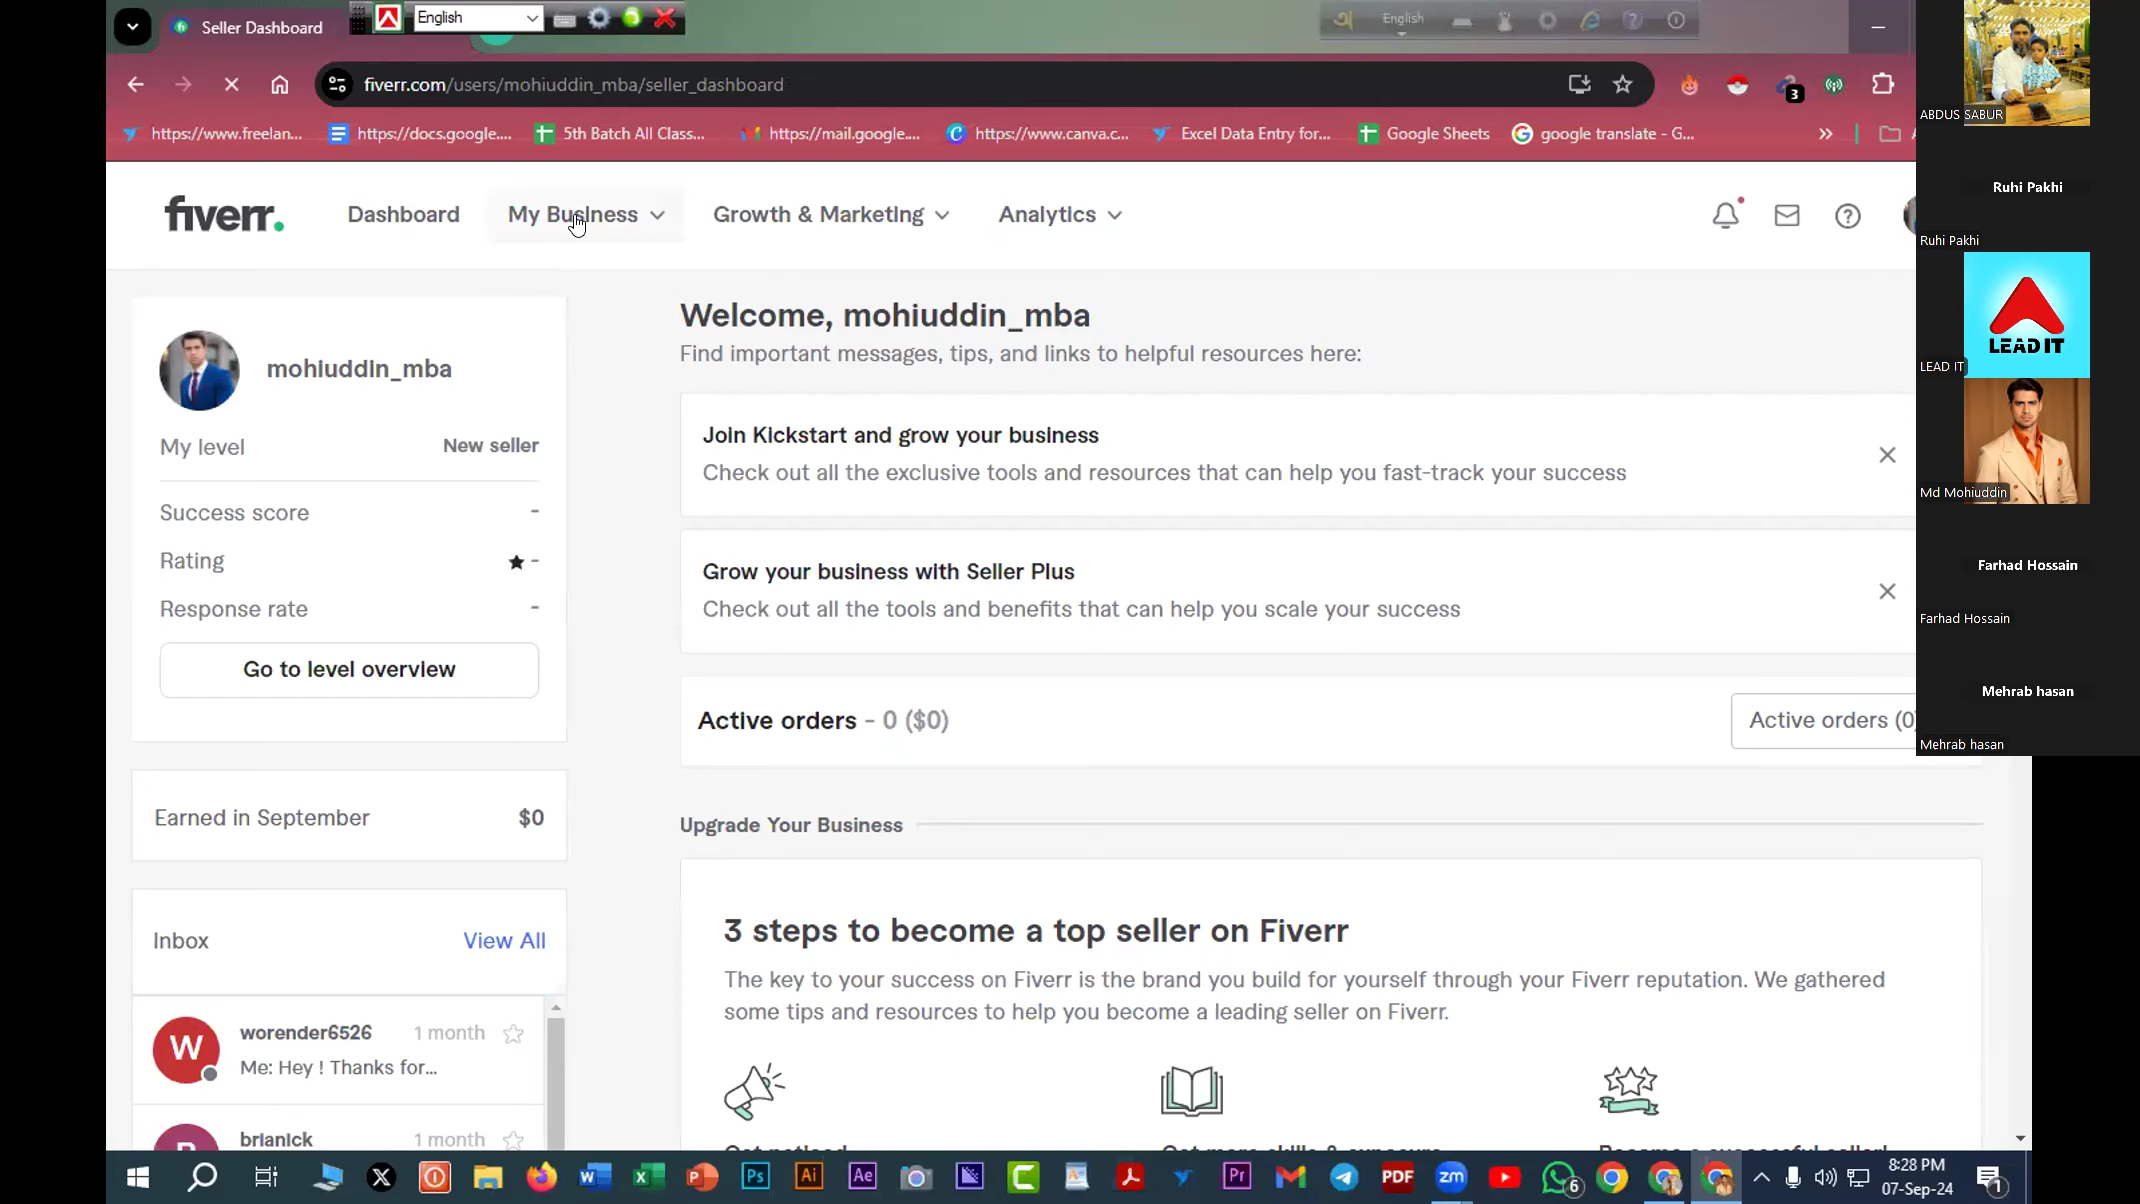 Seller Dashboard
English
English
fiverr.com/users/mohiuddin_mba/seller_dashboard
3
https://www.freelan...
https://docs.google....
5th Batch All Class...
https://mail.google....
https://www.canva.c...
Excel Data Entry for...
Google Sheets
google translate - G...
fiverr.
Dashboard
My Business
Growth & Marketing
Analytics
mohiuddin_mba
My level
New seller
Success score
-
Rating
-
Response rate
-
Go to level overview
Earned in September
$0
Inbox
View All
W
worender6526
1 month
Me: Hey ! Thanks for...
brianick
1 month
Welcome, mohiuddin_mba
Find important messages, tips, and links to helpful resources here:
Join Kickstart and grow your business
Check out all the exclusive tools and resources that can help you fast-track your success
Grow your business with Seller Plus
Check out all the tools and benefits that can help you scale your success
Active orders - 0 ($0)
Active orders (0)
Upgrade Your Business
3 steps to become a top seller on Fiverr
The key to your success on Fiverr is the brand you build for yourself through your Fiverr reputation. We gathered
some tips and resources to help you become a leading seller on Fiverr.
ABDUS SABUR
Ruhi Pakhi
Ruhi Pakhi
LEAD IT
LEAD IT
Md Mohiuddin
Farhad Hossain
Farhad Hossain
Mehrab hasan
Mehrab hasan
Ps
Ai
Ae
Pr
PDF
zm
6
8:28 PM
07-Sep-24
1